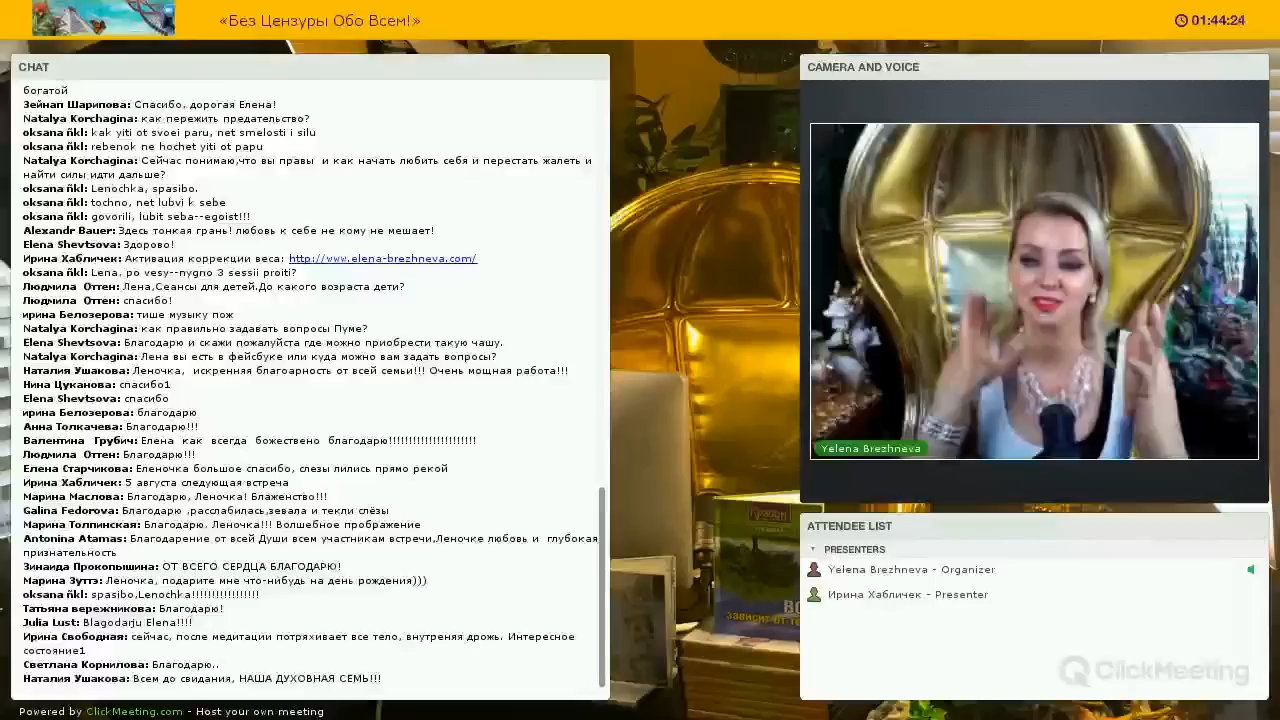 «Без Цензуры Обо Всем!»
01:44:24
CHAT
богатой
Зейнап Шарипова: Спасибо, дорогая Елена!
Natalya Korchagina: как пережить предательство?
oksana ñkl: kak yiti ot svoei paru, net smelosti i silu
oksana ñkl: rebenok ne hochet yiti ot papu
Natalya Korchagina: Сейчас понимаю,что вы правы и как начать любить себя и перестать жалеть и
найти силы идти дальше?
oksana ñkl: Lenochka, spasibo.
oksana ñkl: tochno, net lubvi k sebe
oksana ñkl: govorili, lubit seba--egoist!!!
Alexandr Bauer: Здесь тонкая грань! любовь к себе не кому не мешает!
Elena Shevtsova: Здорово!
Ирина Хабличек: Активация коррекции веса: http://www.elena-brezhneva.com/
oksana ñkl: Lena, po vesy--nygno 3 sessii proiti?
Людмила Оттен: Лена,Сеансы для детей.До какого возраста дети?
Людмила Оттен: спасибо!
ирина Белозерова: тише музыку пож
Natalya Korchagina: как правильно задавать вопросы Пуме?
Elena Shevtsova: Благодарю и скажи пожалуйста где можно приобрести такую чашу.
Natalya Korchagina: Лена вы есть в фейсбуке или куда можно вам задать вопросы?
Наталия Ушакова: Леночка, искренняя благоарность от всей семьи!!! Очень мощная работа!!!
Нина Цуканова: спасибо1
Elena Shevtsova: спасибо
ирина Белозерова: благодарю
Анна Толкачева: Благодарю!!!
Валентина Грубич: Елена как всегда божествено благодарю!!!!!!!!!!!!!!!!!!!!!!
Людмила Оттен: Благодарю!!!
Елена Старчикова: Еленочка большое спасибо, слезы лились прямо рекой
Ирина Хабличек: 5 августа следующая встреча
Марина Маслова: Благодарю, Леночка! Блаженство!!!
Galina Fedorova: Благодарю ,расслабилась,зевала и текли слёзы
Марина Толпинская: Благодарю, Леночка!!! Волшебное прображение
Antonina Atamas: Благодарение от всей Души всем участникам встречи,Леночке любовь и глубокая
признательность
Зинаида Прокопьшина: ОТ ВСЕГО СЕРДЦА БЛАГОДАРЮ!
Марина Зуттэ: Леночка, подарите мне что-нибудь на день рождения)))
oksana ñkl: spasibo,Lenochka!!!!!!!!!!!!!!!!!
Татьяна вережникова: Благодарю!
Julia Lust: Blagodarju Elena!!!!
Ирина Свободная: сейчас, после медитации потряхивает все тело, внутреняя дрожь. Интересное
состояние1
Светлана Корнилова: Благодарю..
Наталия Ушакова: Всем до свидания, НАША ДУХОВНАЯ СЕМЬ!!!
Powered by ClickMeeting.com - Host your own meeting
CAMERA AND VOICE
Yelena Brezhneva
ATTENDEE LIST
PRESENTERS
Yelena Brezhneva - Organizer
Ирина Хабличек - Presenter
ClickMeeting